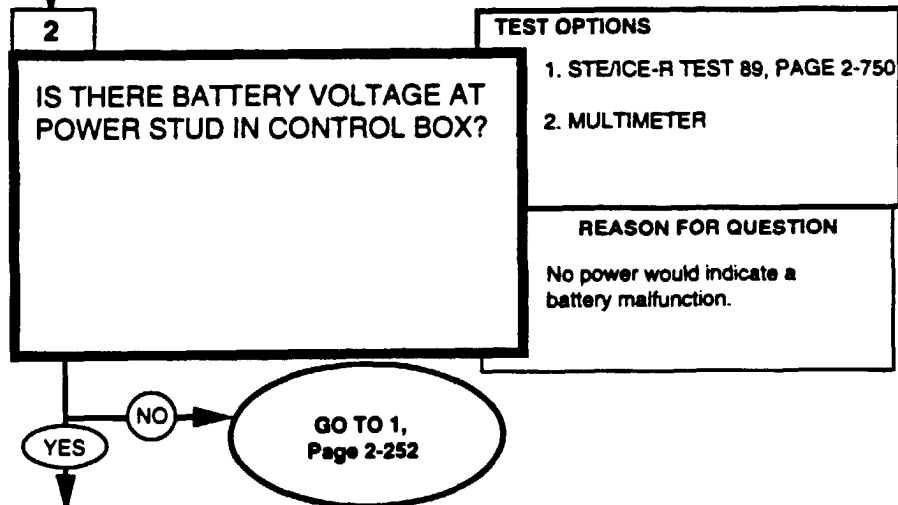 2
IS THERE BATTERY VOLTAGE AT
POWER STUD IN CONTROL BOX?
TEST OPTIONS
1. STE/ICE-R TEST 89, PAGE 2-750
2. MULTIMETER
REASON FOR QUESTION
No power would indicate a
battery malfunction.
NO
GO TO 1,
Page 2-252
YES